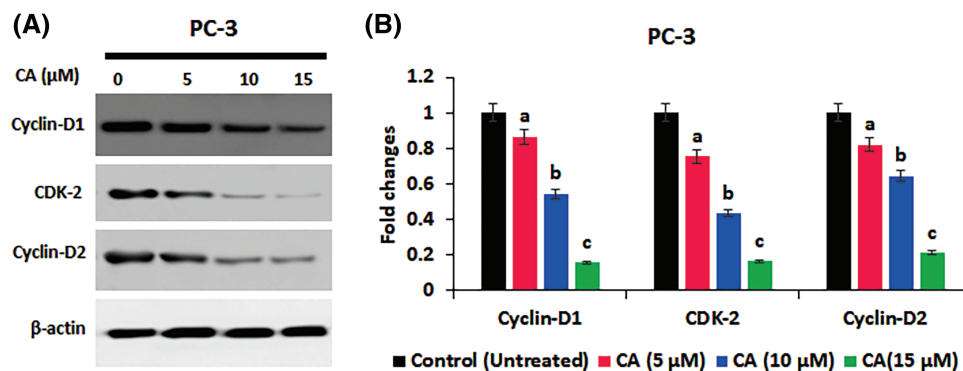 (A)
PC-3
CA (µM) 0 5 10 15
Cyclin-D1
CDK-2
Cyclin-D2
β-actin
(B)
PC-3
Fold changes
1.2
1
0.8
0.6
0.4
0.2
0
a
b
c
a
b
c
a
b
c
Cyclin-D1 CDK-2 Cyclin-D2
Control (Untreated) CA (5 µM) CA (10 µM) CA(15 µM)